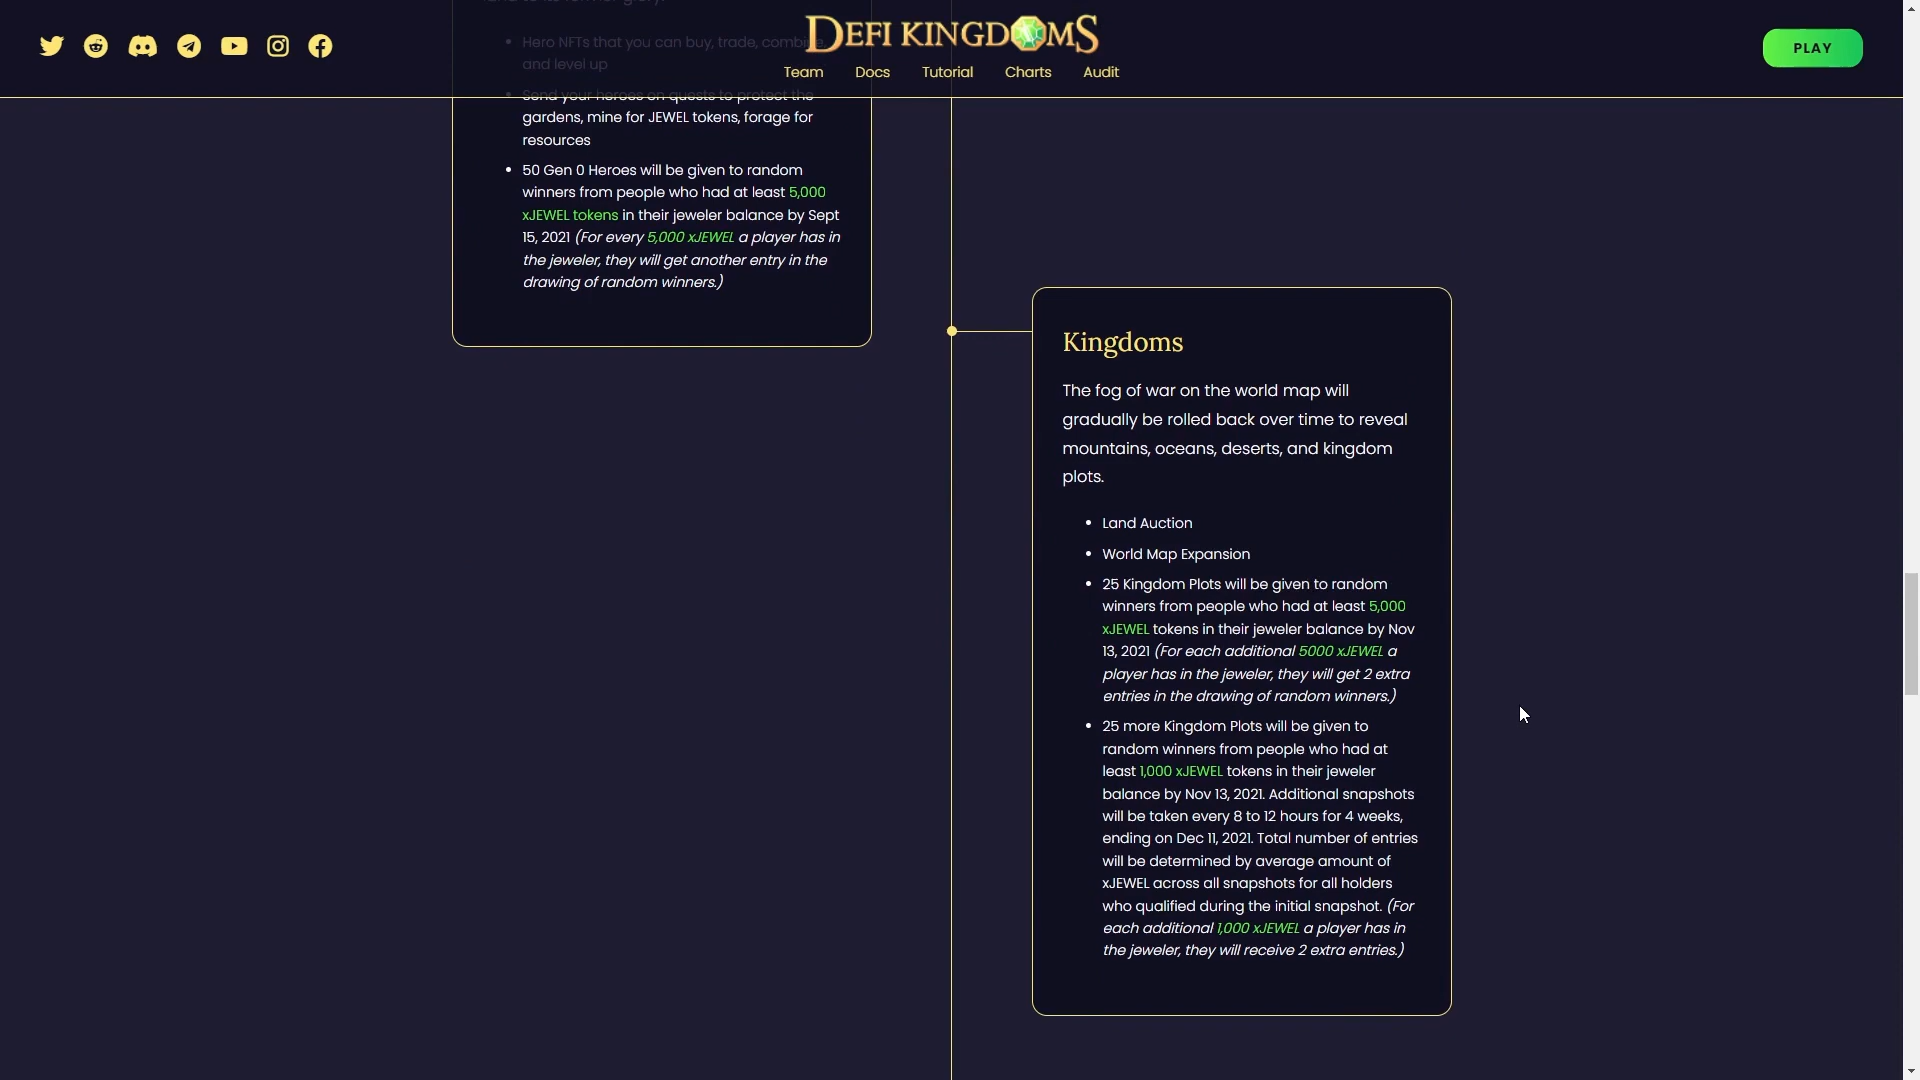 DEFI KINGDOMS
Team
Docs
Tutorial
Charts
Audit
PLAY
Hero NFTs that you can buy, trade, combine,
and level up
Send your heroes on quests to protect the
gardens, mine for JEWEL tokens, forage for
resources
50 Gen 0 Heroes will be given to random
winners from people who had at least 5,000
xJEWEL tokens in their jeweler balance by Sept
15, 2021 (For every 5,000 xJEWEL a player has in
the jeweler, they will get another entry in the
drawing of random winners.)
Kingdoms
The fog of war on the world map will
gradually be rolled back over time to reveal
mountains, oceans, deserts, and kingdom
plots.
Land Auction
World Map Expansion
25 Kingdom Plots will be given to random
winners from people who had at least 5,000
xJEWEL tokens in their jeweler balance by Nov
13, 2021 (For each additional 5000 xJEWEL a
player has in the jeweler, they will get 2 extra
entries in the drawing of random winners.)
25 more Kingdom Plots will be given to
random winners from people who had at
least 1,000 xJEWEL tokens in their jeweler
balance by Nov 13, 2021. Additional snapshots
will be taken every 8 to 12 hours for 4 weeks,
ending on Dec 11, 2021. Total number of entries
will be determined by average amount of
xJEWEL across all snapshots for all holders
who qualified during the initial snapshot. (For
each additional 1,000 xJEWEL a player has in
the jeweler, they will receive 2 extra entries.)